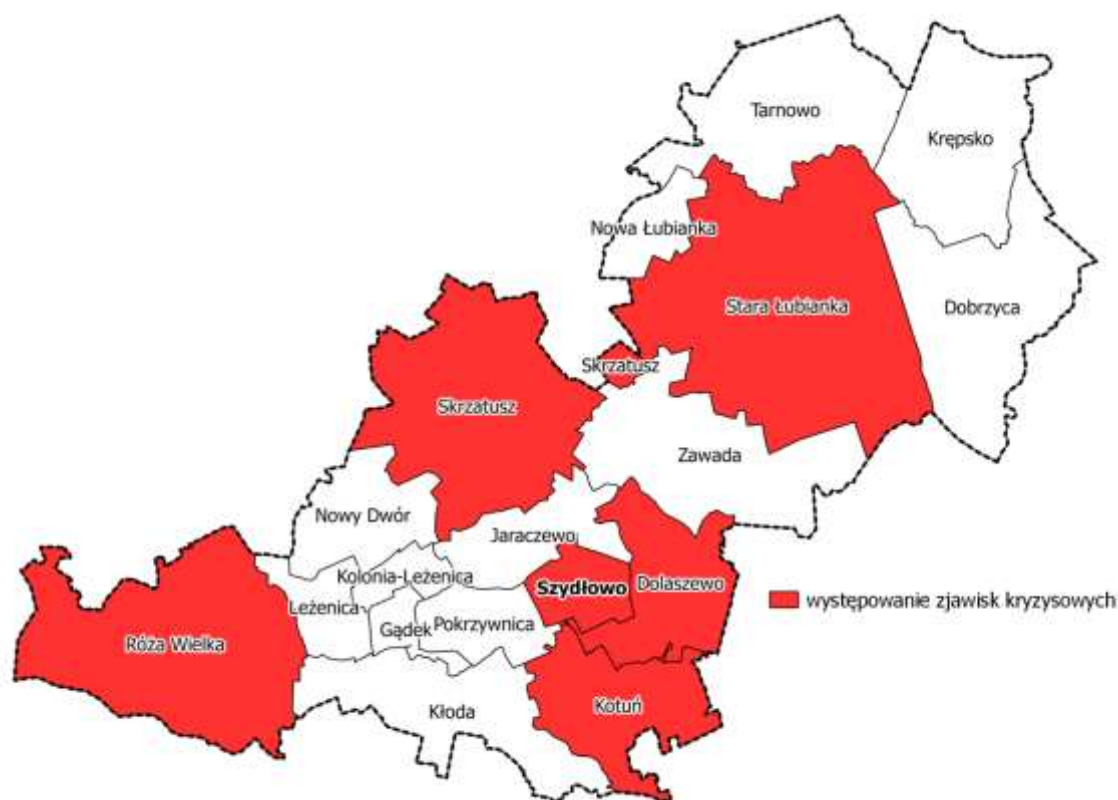 Tarnowo
Krępsko
Nowa Łubianka
Stara Łubianka
Dobrzyca
Skrzatusz
Skrzatusz
Zawada
Nowy Dwór
Jaraczewo
Kolonia-Leżenica
Szydłowo
Dolaszewo
Leżenica
występowanie zjawisk kryzysowych
Gądek
Pokrzywnica
Róża Wielka
Kotuń
Kłoda